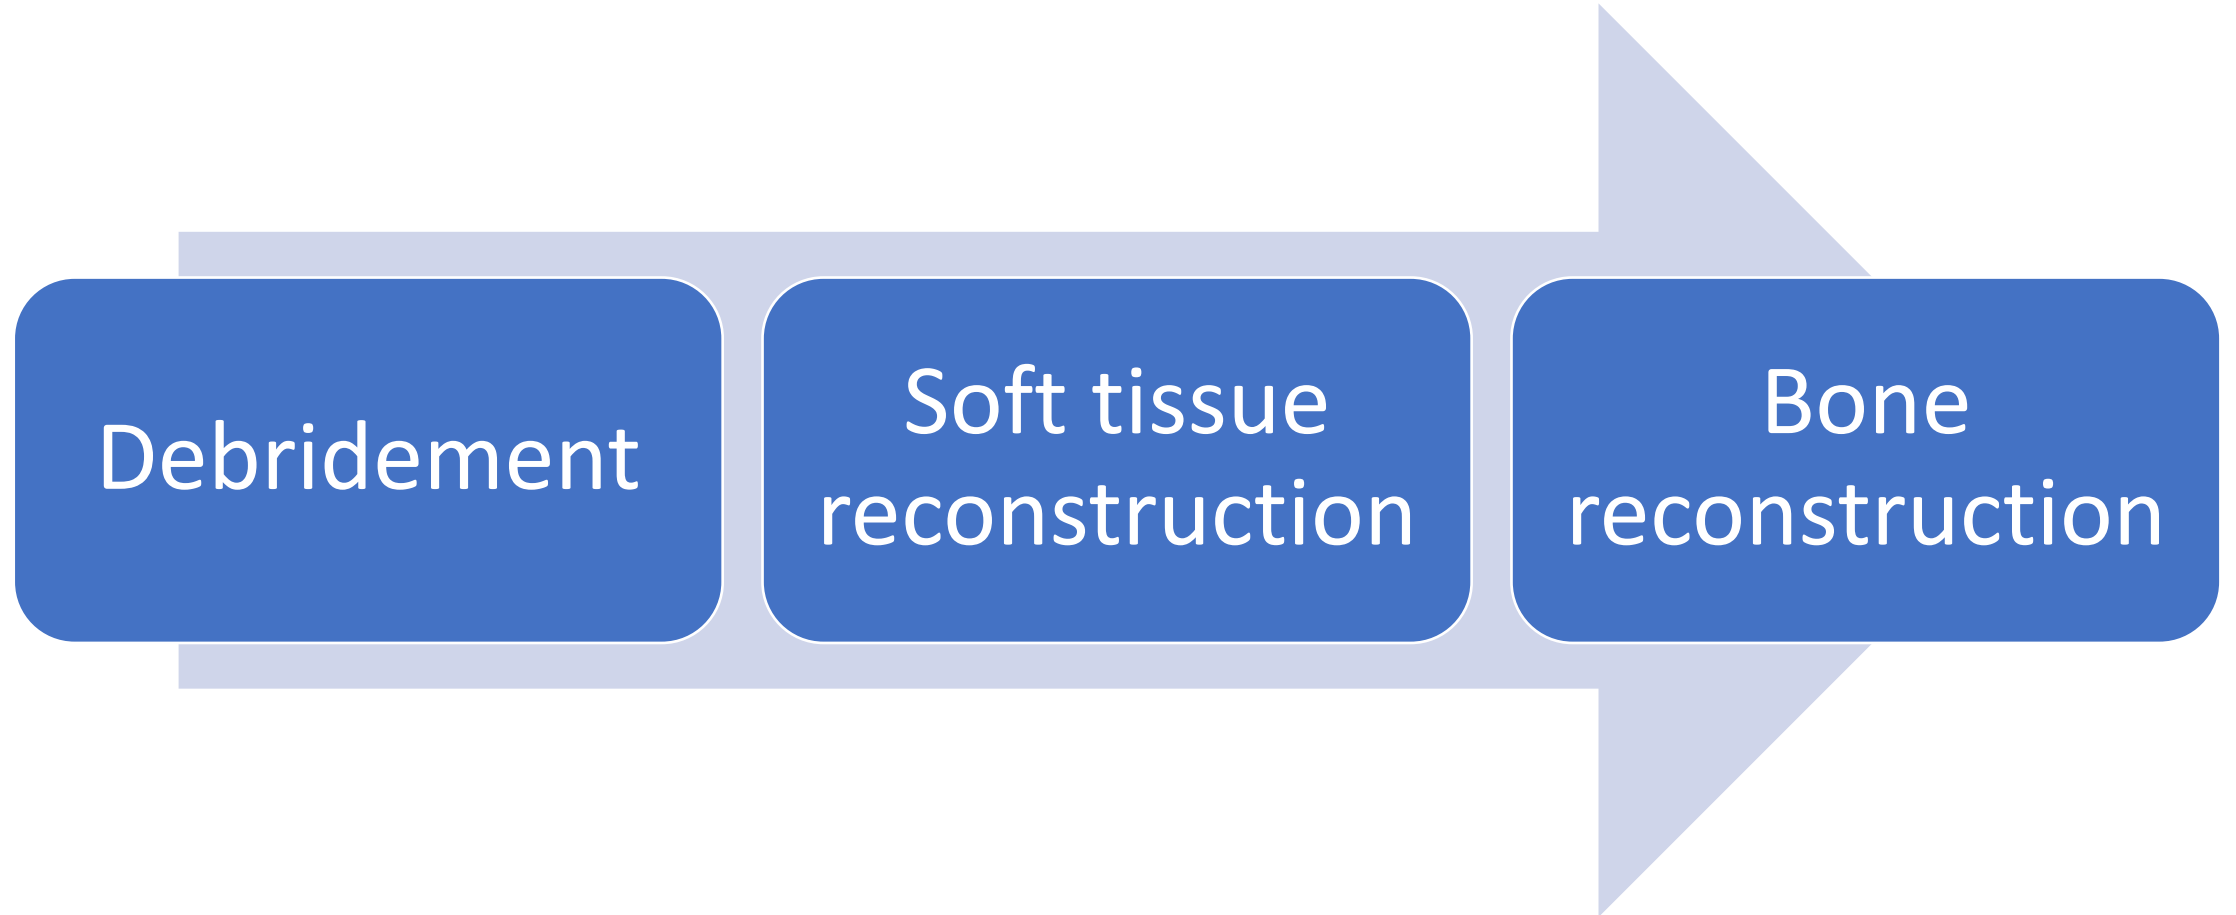 Debridement
Soft tissue
reconstruction
Bone
reconstruction